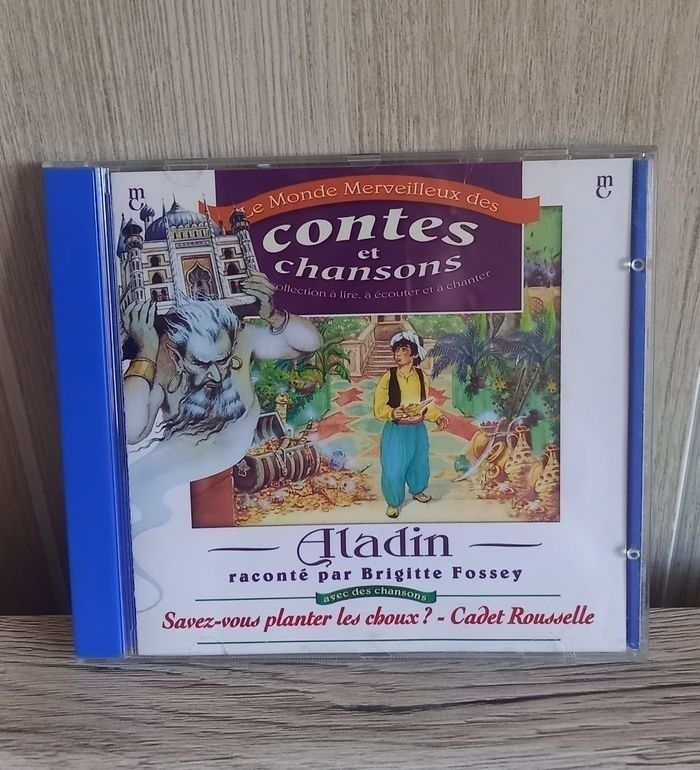 mc
mc
Le Monde Merveilleux des
contes
et
chansons
collection à lire, à écouter et à chanter
Aladin
raconté par Brigitte Fossey
avec des chansons
Savez-vous planter les choux ? - Cadet Rousselle